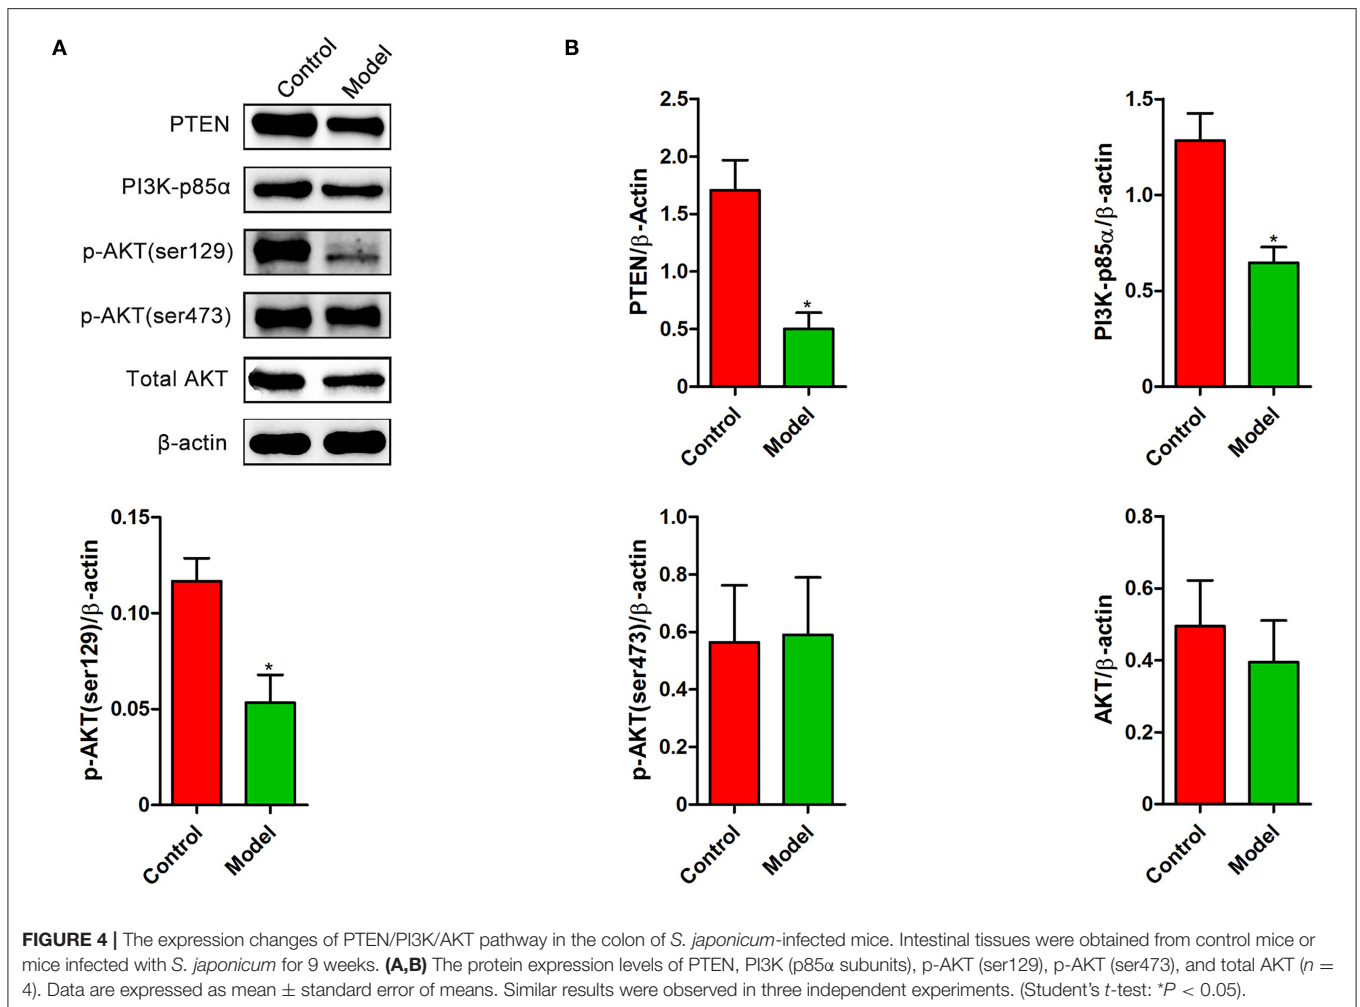 A
Control
Model
PTEN
PI3K-p85α
p-AKT(ser129)
p-AKT(ser473)
Total AKT
β-actin
B
PTEN/β-Actin
2.5
2.0
1.5
1.0
0.5
0
Control
Model
*
PI3K-p85α/β-actin
1.5
1.0
0.5
0
Control
Model
*
p-AKT(ser129)/β-actin
0.15
0.10
0.05
0
Control
Model
*
p-AKT(ser473)/β-actin
1.0
0.8
0.6
0.4
0.2
0
Control
Model
AKT/β-actin
0.8
0.6
0.4
0.2
0
Control
Model
FIGURE 4 | The expression changes of PTEN/PI3K/AKT pathway in the colon of S. japonicum-infected mice. Intestinal tissues were obtained from control mice or
mice infected with S. japonicum for 9 weeks. (A,B) The protein expression levels of PTEN, PI3K (p85α subunits), p-AKT (ser129), p-AKT (ser473), and total AKT (n =
4). Data are expressed as mean ± standard error of means. Similar results were observed in three independent experiments. (Student's t-test: *P < 0.05).